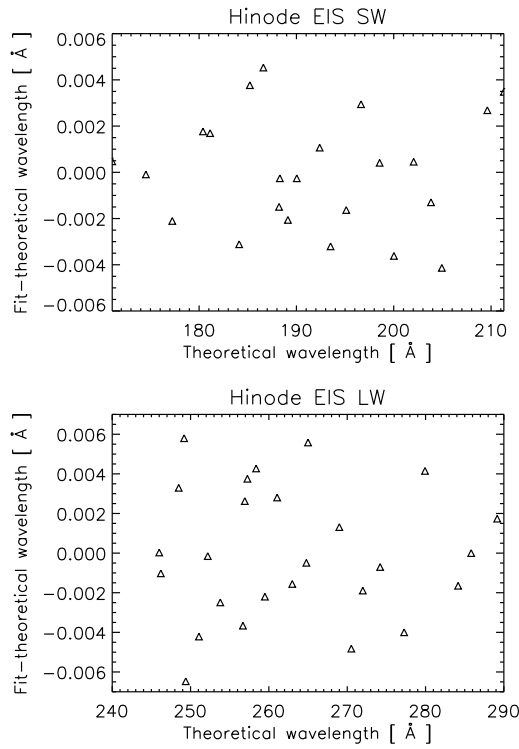 Hinode EIS SW
Fit−theoretical wavelength [ Å ]
0.006
0.004
0.002
0.000
−0.002
−0.004
−0.006
180 190 200 210
Theoretical wavelength [ Å ]
Hinode EIS LW
Fit−theoretical wavelength [ Å ]
0.006
0.004
0.002
0.000
−0.002
−0.004
−0.006
240 250 260 270 280 290
Theoretical wavelength [ Å ]